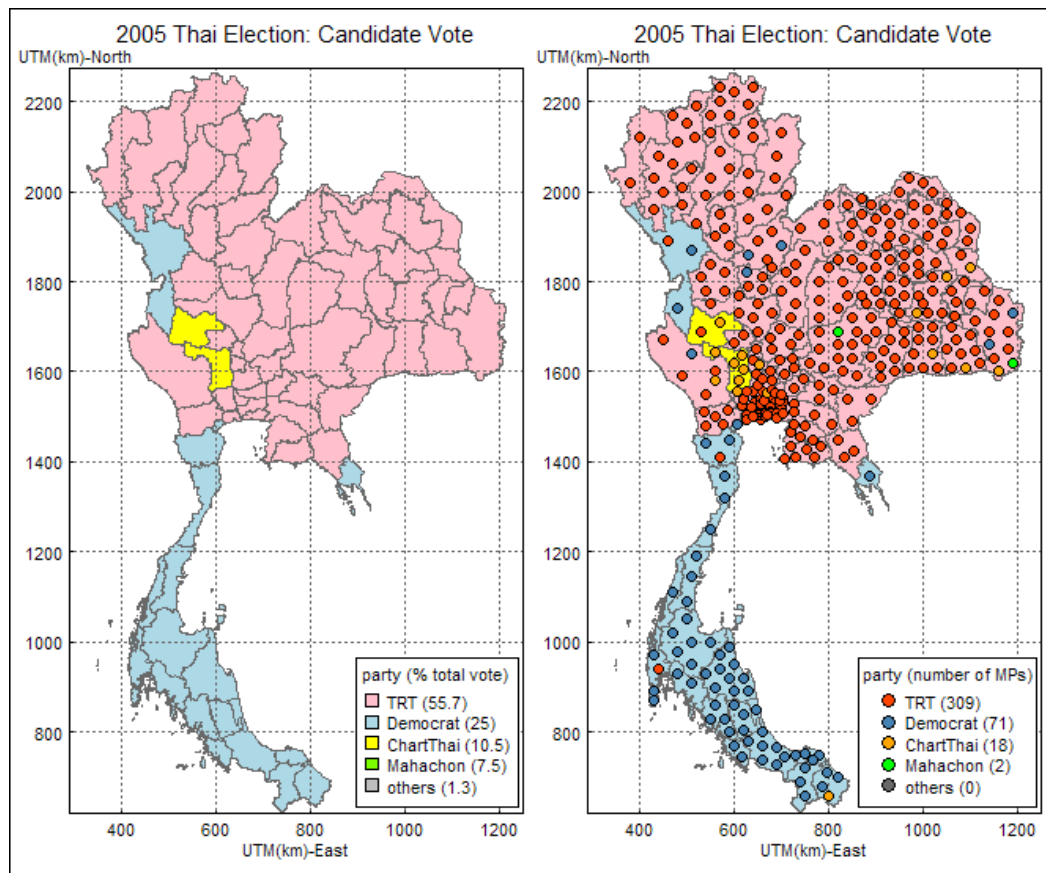 2005 Thai Election: Candidate Vote
UTM(km)-North
2200
2000
1800
1600
1400
1200
1000
800
400 600 800 1000 1200
UTM(km)-East
party (% total vote)
TRT (55.7)
Democrat (25)
ChartThai (10.5)
Mahachon (7.5)
others (1.3)
2005 Thai Election: Candidate Vote
UTM(km)-North
2200
2000
1800
1600
1400
1200
1000
800
400 600 800 1000 1200
UTM(km)-East
party (number of MPs)
TRT (309)
Democrat (71)
ChartThai (18)
Mahachon (2)
others (0)